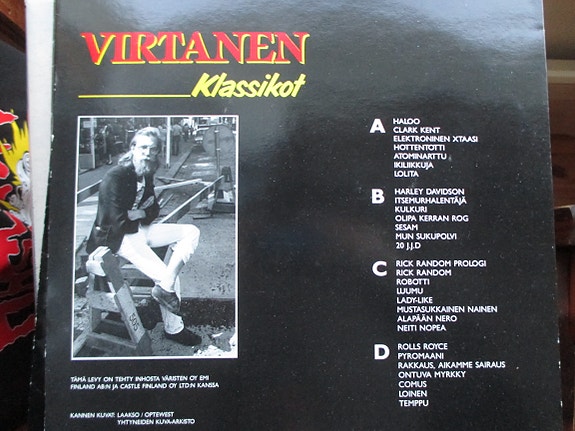 VIRTANEN
Klassikot
A
HALOO
CLARK KENT
ELEKTRONINEN XTAASI
HOTTENTOTTI
ATOMINARTTU
IKILIIKKUJA
LOLITA
B
HARLEY DAVIDSON
ITSEMURHALENTÄJÄ
KULKURI
OLIPA KERRAN ROG
SESAM
MUN SUKUPOLVI
20 J.J.D
C
RICK RANDOM PROLOGI
RICK RANDOM
ROBOTTI
LUUMU
LADY-LIKE
MUSTASUKKAINEN NAINEN
ALAPÄÄN NERO
NEITI NOPEA
D
ROLLS ROYCE
PYROMAANI
RAKKAUS, AIKAMME SAIRAUS
ONTUVA MYRKKY
COMUS
LOINEN
TEMPPU
505
TÄMÄ LEVY ON TEHTY INHOSTA VÄRISTEN OY EMI
FINLAND AB:N JA CASTLE FINLAND OY LTD:N KANSSA
KANNEN KUVAT: LAAKSO / OPTEWEST
YHTYNEIDEN KUVA-ARKISTO